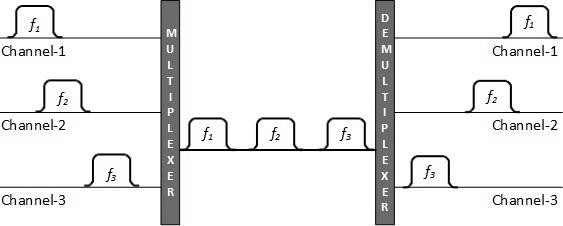 f₁
Channel-1
f₂
Channel-2
f₃
Channel-3
MULTIPLEXER
f₁ f₂ f₃
DEMULTIPLEXER
f₁
Channel-1
f₂
Channel-2
f₃
Channel-3